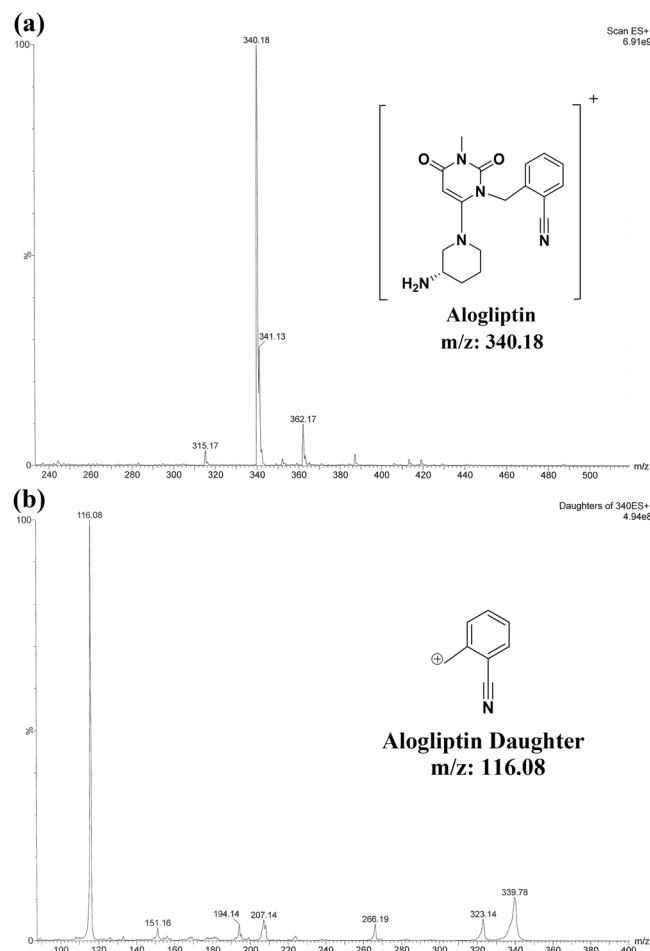 (a)
Scan ES+
6.91e9
100
340.18
%
341.13
315.17
362.17
0
240 260 280 300 320 340 360 380 400 420 440 460 480 500
m/z
+
O N O
N
N
N
H₂N
Alogliptin
m/z: 340.18
(b)
Daughters of 340ES+
4.94e8
100
116.08
%
⊕
N
Alogliptin Daughter
m/z: 116.08
151.16
194.14
207.14
266.19
323.14
339.78
0
100 120 140 160 180 200 220 240 260 280 300 320 340 360 380 400
m/z